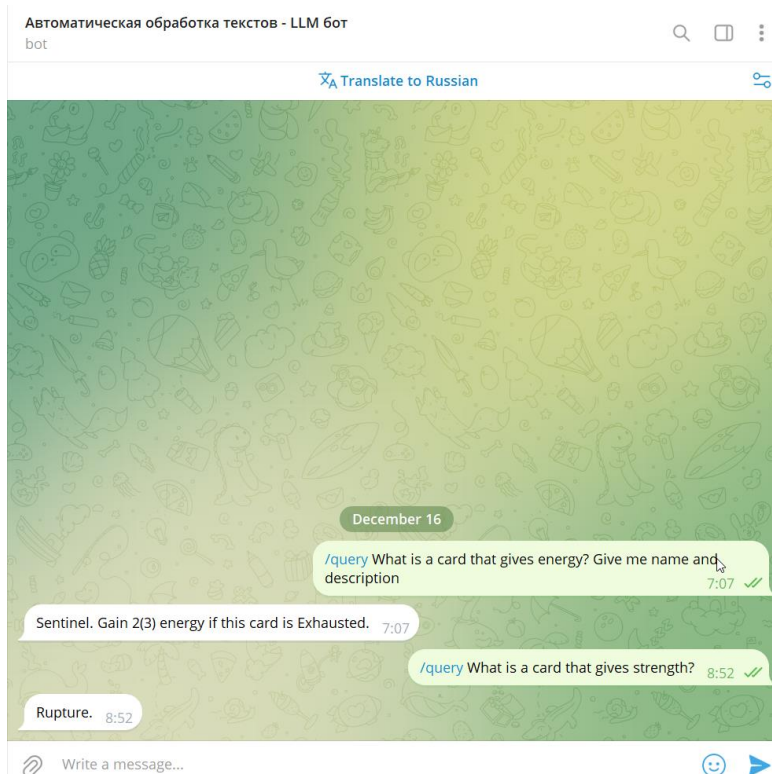 Автоматическая обработка текстов - LLM бот
bot
Translate to Russian
December 16
/query What is a card that gives energy? Give me name and
description
7:07
Sentinel. Gain 2(3) energy if this card is Exhausted. 7:07
/query What is a card that gives strength? 8:52
Rupture. 8:52
Write a message...